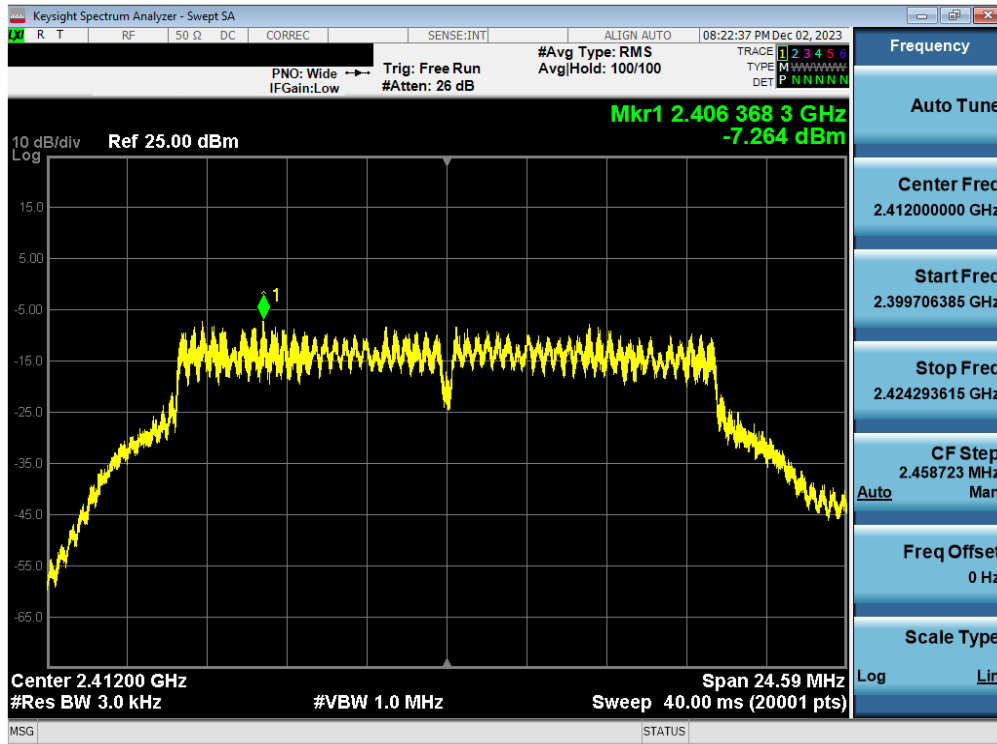 Keysight Spectrum Analyzer - Swept SA
LXI R T RF 50 Ω DC CORREC SENSE:INT ALIGN AUTO 08:22:37 PM Dec 02, 2023
PNO: Wide
IFGain:Low
Trig: Free Run
#Atten: 26 dB
#Avg Type: RMS
Avg|Hold: 100/100
TRACE 1 2 3 4 5 6
TYPE M W W W W W
DET P N N N N N
Mkr1 2.406 368 3 GHz
-7.264 dBm
10 dB/div Ref 25.00 dBm
Log
15.0
5.00
1
-5.00
-15.0
-25.0
-35.0
-45.0
-55.0
-65.0
Center 2.41200 GHz Span 24.59 MHz
#Res BW 3.0 kHz #VBW 1.0 MHz Sweep 40.00 ms (20001 pts)
MSG STATUS
Frequency
Auto Tune
Center Freq
2.412000000 GHz
Start Freq
2.399706385 GHz
Stop Freq
2.424293615 GHz
CF Step
2.458723 MHz
Auto Man
Freq Offset
0 Hz
Scale Type
Log Lin